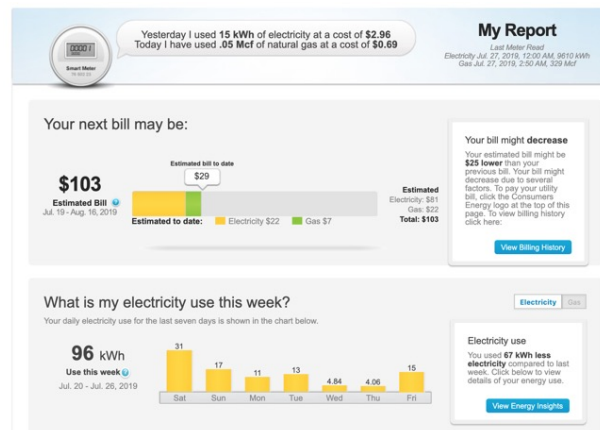 Yesterday I used 15 kWh of electricity at a cost of $2.96
Today I have used .05 Mcf of natural gas at a cost of $0.69
00001
Smart Meter
My Report
Last Meter Read
Electricity Jul. 27, 2019, 12:00 AM, 9610 kWh
Gas Jul. 27, 2019, 2:50 AM, 329 Mcf
Your next bill may be:
$103
Estimated Bill
Jul. 19 - Aug. 16, 2019
Estimated bill to date
$29
Estimated to date:
Electricity $22
Gas $7
Estimated
Electricity: $81
Gas: $22
Total: $103
Your bill might decrease
Your estimated bill might be
$25 lower than your
previous bill. Your bill might
decrease due to several
factors. To pay your utility
bill, click the Consumers
Energy logo at the top of this
page. To view billing history
click here:
View Billing History
What is my electricity use this week?
Your daily electricity use for the last seven days is shown in the chart below.
Electricity
Gas
96 kWh
Use this week
Jul. 20 - Jul. 26, 2019
31
17
11
13
4.84
4.06
15
Sat Sun Mon Tue Wed Thu Fri
Electricity use
You used 67 kWh less
electricity compared to last
week. Click below to view
details of your energy use.
View Energy Insights